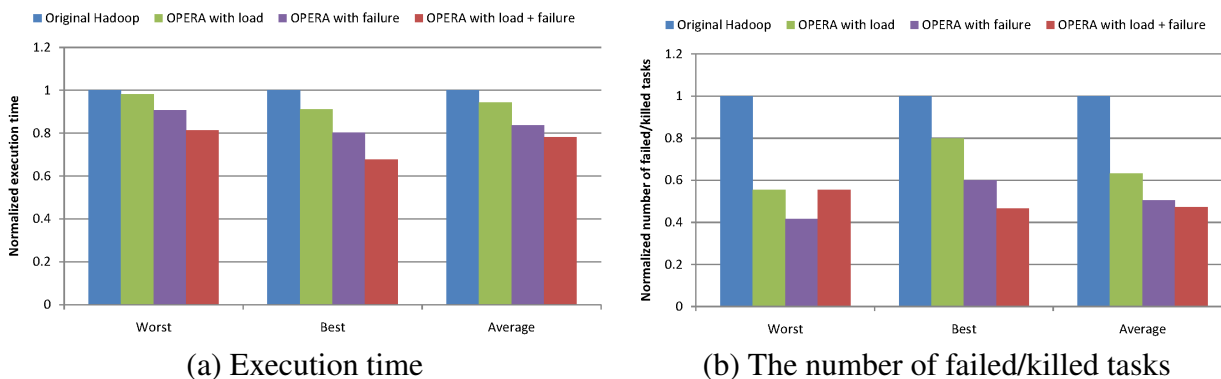 Original Hadoop OPERA with load OPERA with failure OPERA with load + failure
Normalized execution time
1.2
1
0.8
0.6
0.4
0.2
0
Worst Best Average
(a) Execution time
Original Hadoop OPERA with load OPERA with failure OPERA with load + failure
Normalized number of failed/killed tasks
1.2
1
0.8
0.6
0.4
0.2
0
Worst Best Average
(b) The number of failed/killed tasks